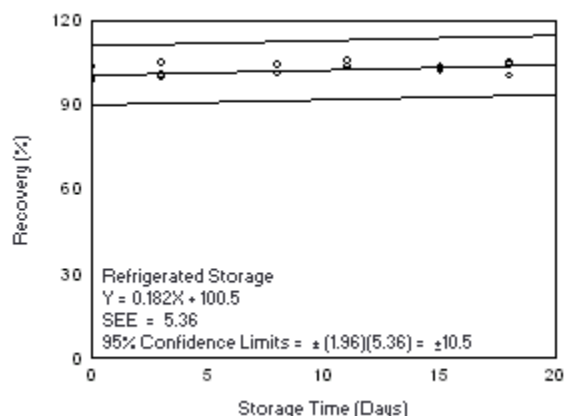 120
90
60
30
0
Recovery (%)
Refrigerated Storage
Y = 0.182X + 100.5
SEE = 5.36
95% Confidence Limits = ±(1.96)(5.36) = ±10.5
0 5 10 15 20
Storage Time (Days)